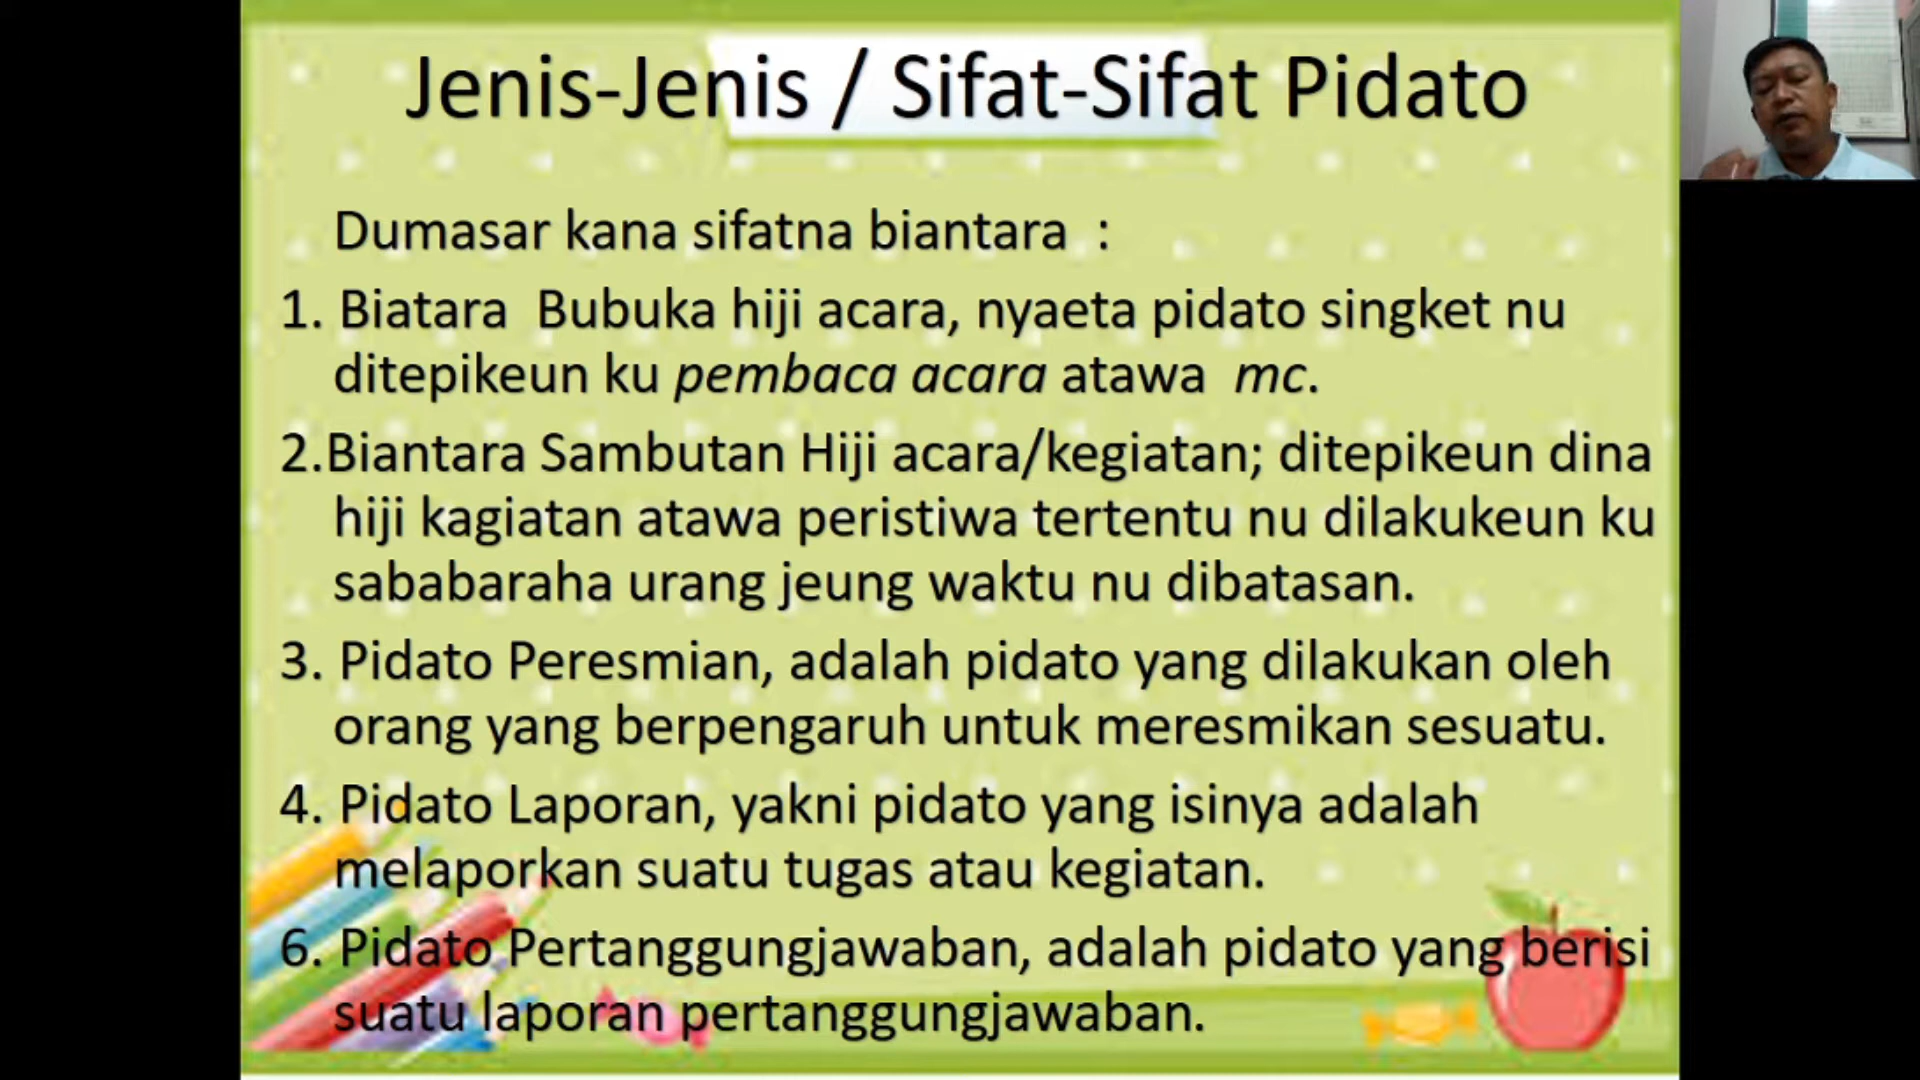 Jenis-Jenis / Sifat-Sifat Pidato
Dumasar kana sifatna biantara :
1. Biatara Bubuka hiji acara, nyaeta pidato singket nu
ditepikeun ku pembaca acara atawa mc.
2.Biantara Sambutan Hiji acara/kegiatan; ditepikeun dina
hiji kagiatan atawa peristiwa tertentu nu dilakukeun ku
sababaraha urang jeung waktu nu dibatasan.
3. Pidato Peresmian, adalah pidato yang dilakukan oleh
orang yang berpengaruh untuk meresmikan sesuatu.
4. Pidato Laporan, yakni pidato yang isinya adalah
melaporkan suatu tugas atau kegiatan.
6. Pidato Pertanggungjawaban, adalah pidato yang berisi
suatu laporan pertanggungjawaban.